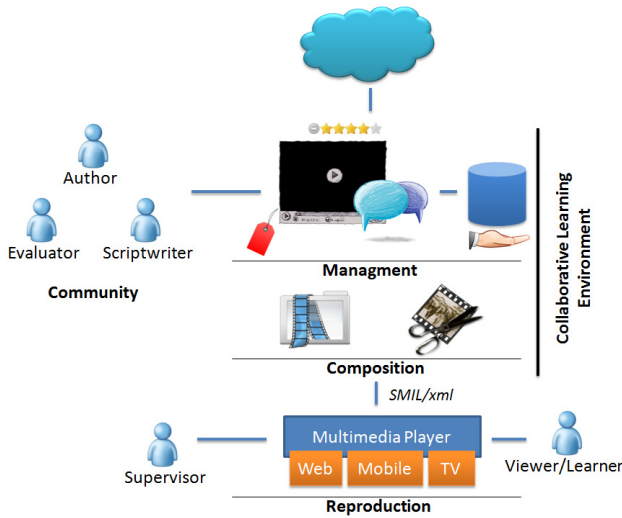 Author
Evaluator
Scriptwriter
Community
Managment
Collaborative Learning
Environment
Composition
SMIL/xml
Multimedia Player
Web
Mobile
TV
Supervisor
Viewer/Learner
Reproduction